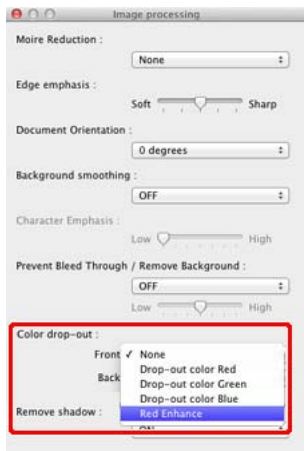 Image processing
Moire Reduction :
None
Edge emphasis :
Soft Sharp
Document Orientation :
0 degrees
Background smoothing :
OFF
Character Emphasis :
Low High
Prevent Bleed Through / Remove Background :
OFF
Low High
Color drop-out :
Front ✓ None
Drop-out color Red
Back Drop-out color Green
Drop-out color Blue
Remove shadow : Red Enhance